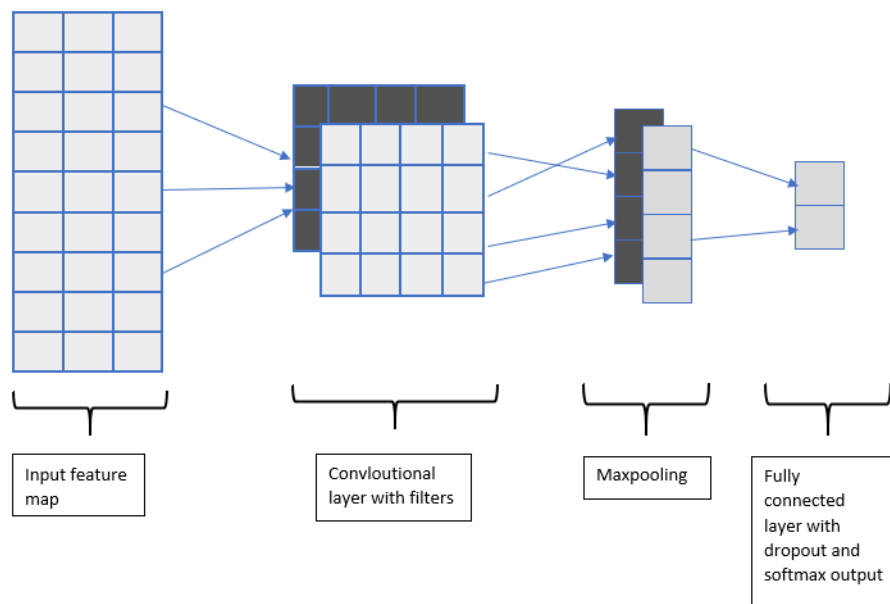 Input feature
map
Convloutional
layer with filters
Maxpooling
Fully
connected
layer with
dropout and
softmax output